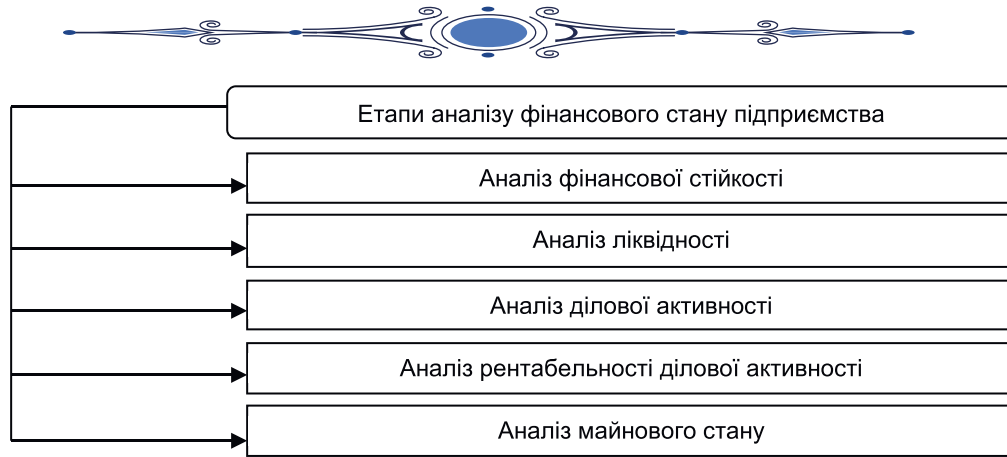 Етапи аналізу фінансового стану підприємства
Аналіз фінансової стійкості
Аналіз ліквідності
Аналіз ділової активності
Аналіз рентабельності ділової активності
Аналіз майнового стану